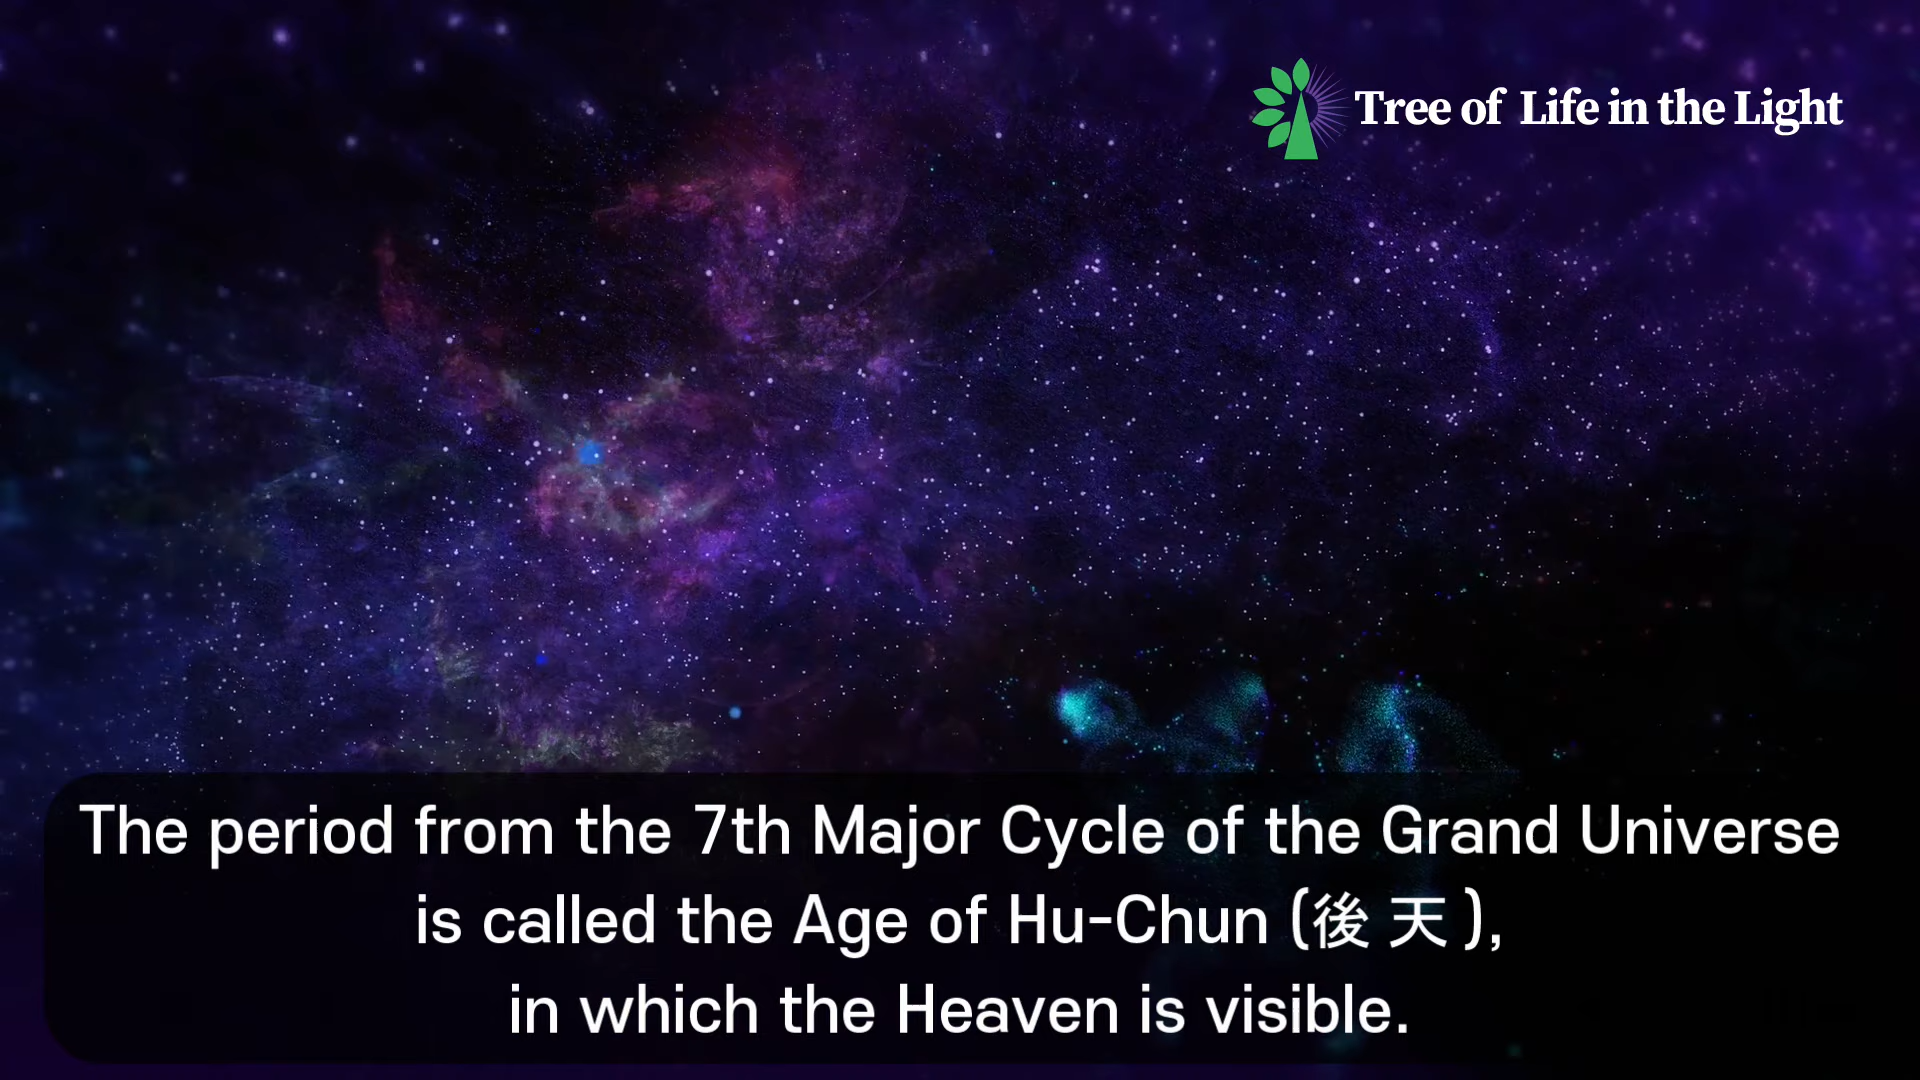 Tree of Life in the Light
The period from the 7th Major Cycle of the Grand Universe
is called the Age of Hu-Chun (後天),
in which the Heaven is visible.